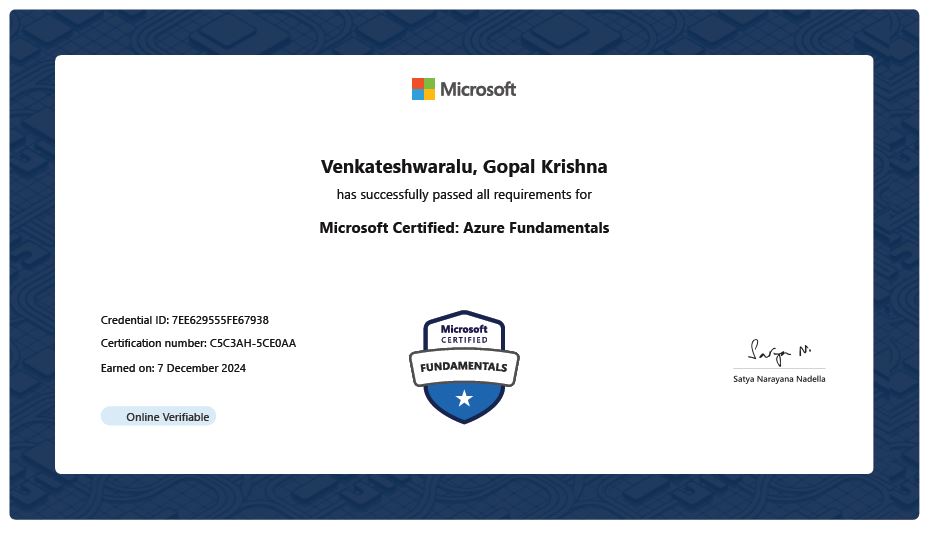 Microsoft
Venkateshwaralu, Gopal Krishna
has successfully passed all requirements for
Microsoft Certified: Azure Fundamentals
Credential ID: 7EE629555FE67938
Certification number: C5C3AH-5CE0AA
Earned on: 7 December 2024
Online Verifiable
Microsoft
CERTIFIED
FUNDAMENTALS
Satya N.
Satya Narayana Nadella